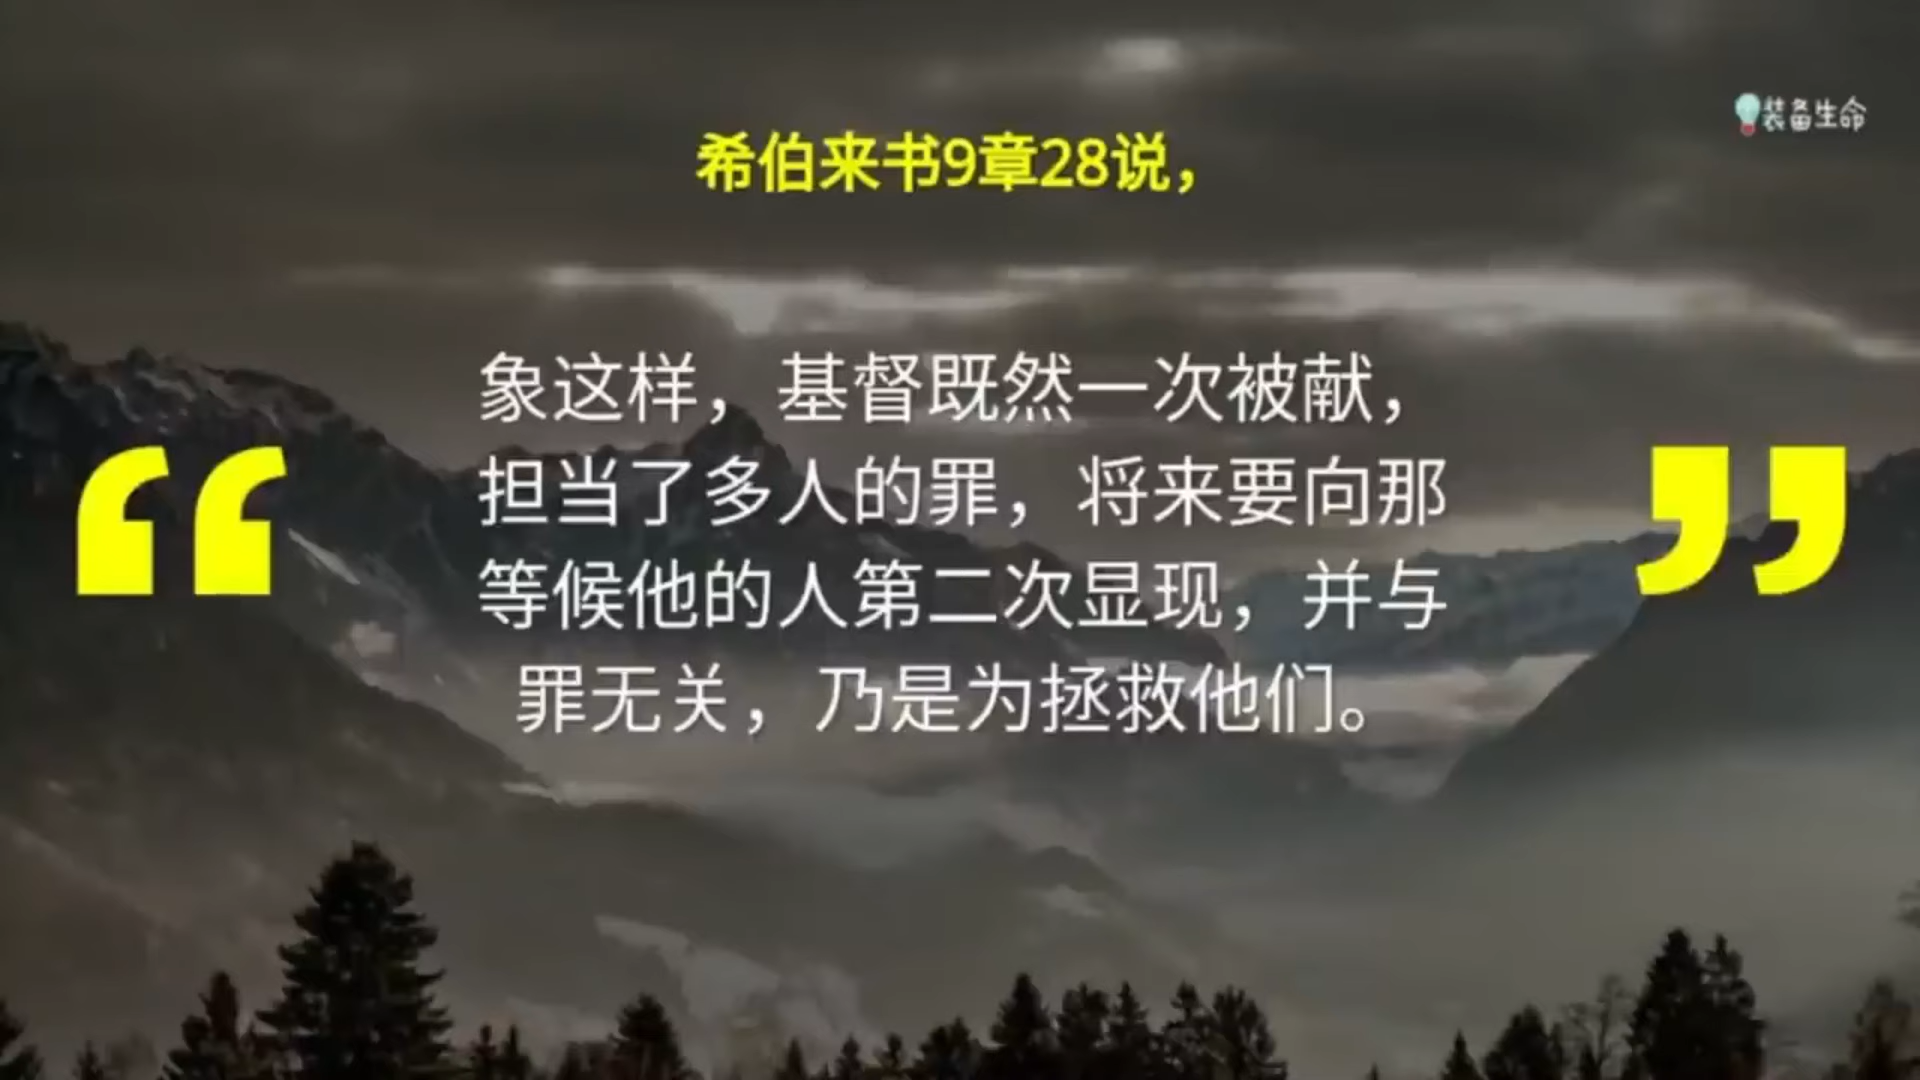 装备生命
希伯来书9章28说，
象这样，基督既然一次被献，
担当了多人的罪，将来要向那
等候他的人第二次显现，并与
罪无关，乃是为拯救他们。